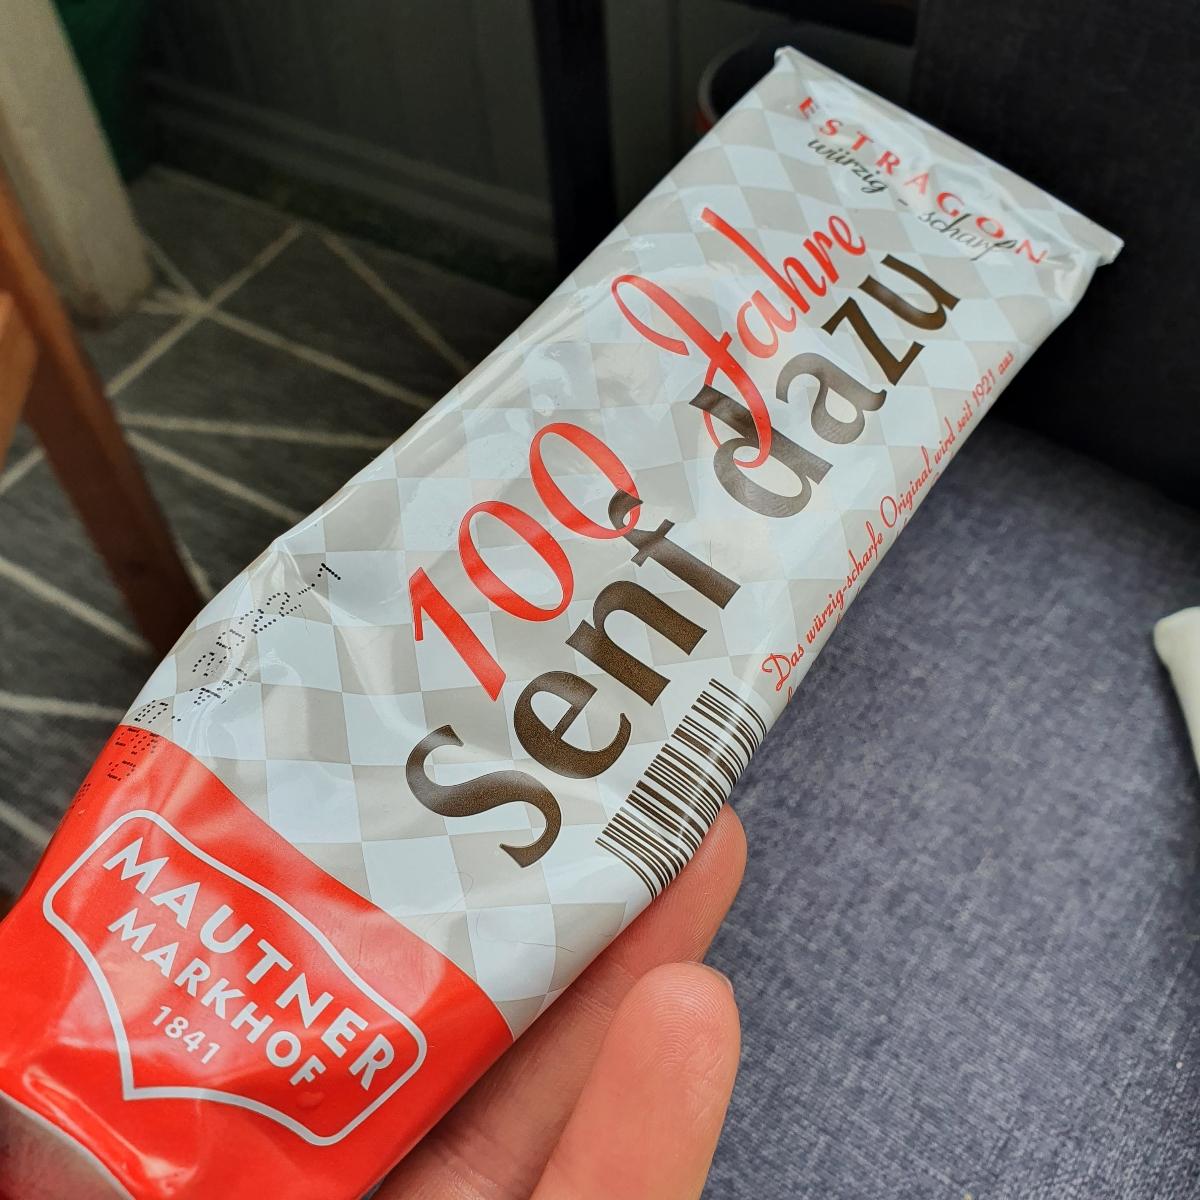 ESTRAGON
würzig - scharf
100 Jahre
Senf dazu
Das würzig-scharfe Original wird seit 1921 aus
MAUTNER
MARKHOF
1841